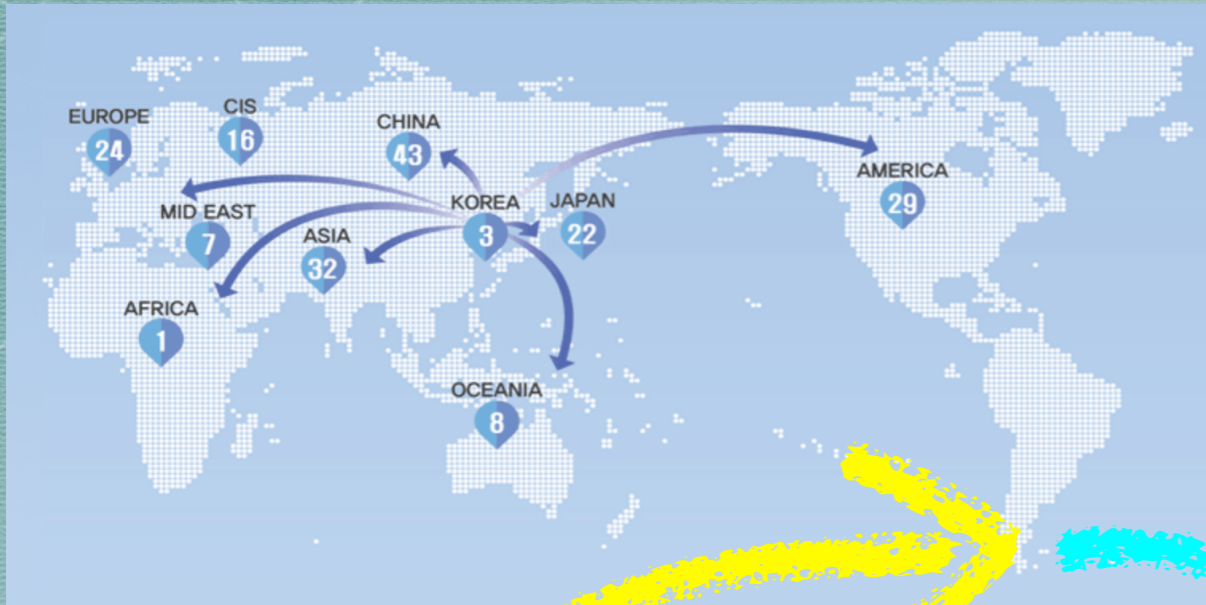 EUROPE
24
CIS
16
CHINA
43
AMERICA
29
MID EAST
7
ASIA
32
KOREA
3
JAPAN
22
AFRICA
1
OCEANIA
8